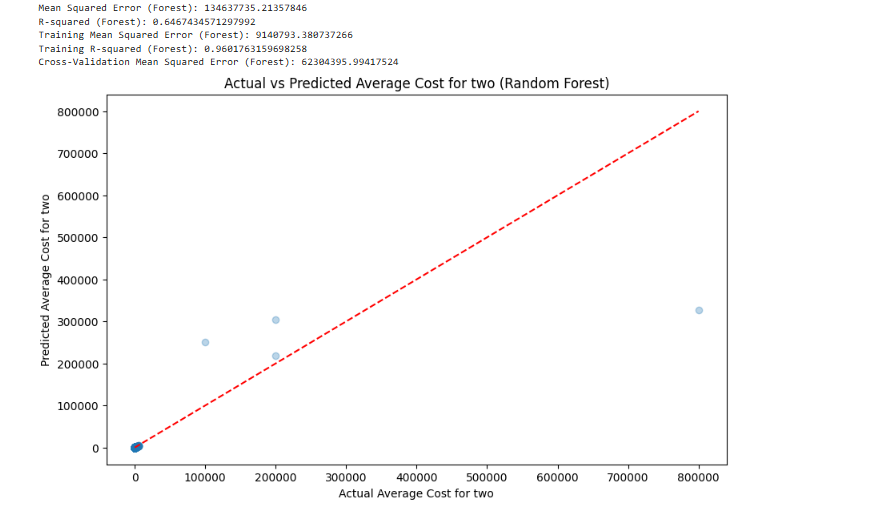 Mean Squared Error (Forest): 134637735.21357846
R-squared (Forest): 0.6467434571297992
Training Mean Squared Error (Forest): 9140793.380737266
Training R-squared (Forest): 0.9601763159698258
Cross-Validation Mean Squared Error (Forest): 62304395.99417524
Actual vs Predicted Average Cost for two (Random Forest)
Predicted Average Cost for two
800000
700000
600000
500000
400000
300000
200000
100000
0
0 100000 200000 300000 400000 500000 600000 700000 800000
Actual Average Cost for two